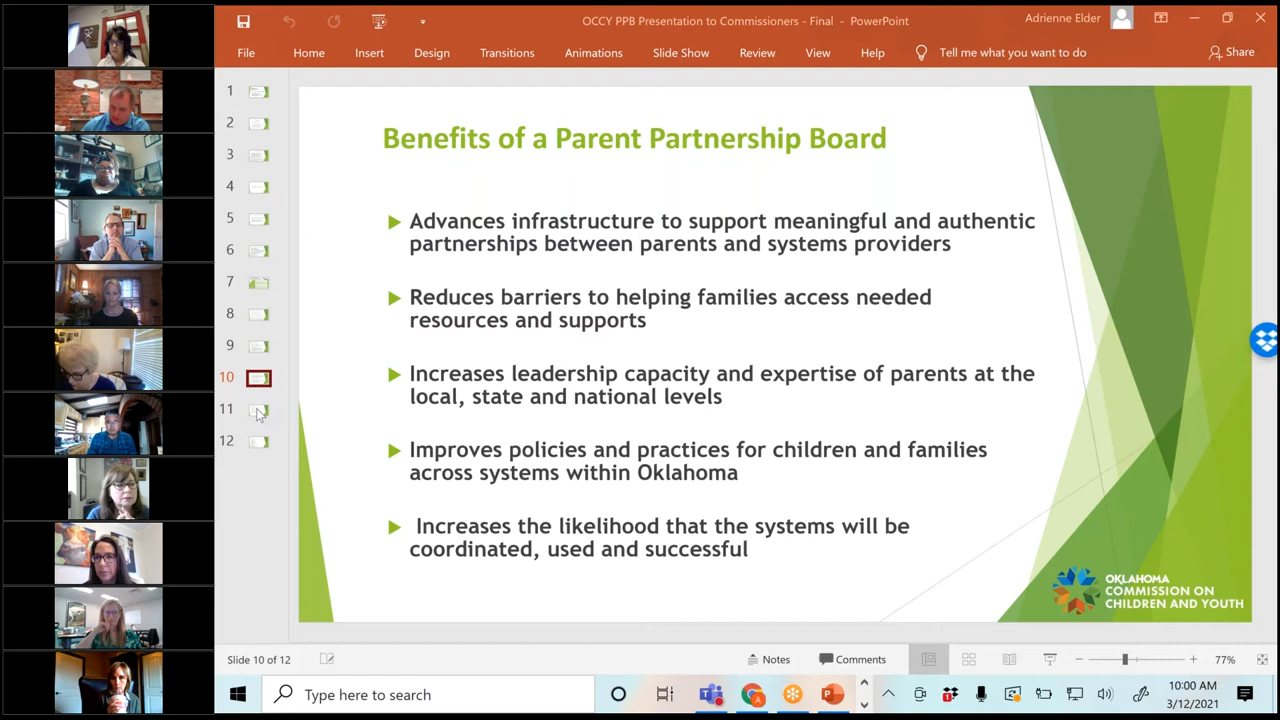 OCCY PPB Presentation to Commissioners - Final - PowerPoint
Adrienne Elder
File Home Insert Design Transitions Animations Slide Show Review View Help Tell me what you want to do Share
1
2
3
4
5
6
7
8
9
10
11
12
Benefits of a Parent Partnership Board
Advances infrastructure to support meaningful and authentic
partnerships between parents and systems providers
Reduces barriers to helping families access needed
resources and supports
Increases leadership capacity and expertise of parents at the
local, state and national levels
Improves policies and practices for children and families
across systems within Oklahoma
Increases the likelihood that the systems will be
coordinated, used and successful
OKLAHOMA
COMMISSION ON
CHILDREN AND YOUTH
Slide 10 of 12 Notes Comments 77%
Type here to search
10:00 AM
3/12/2021